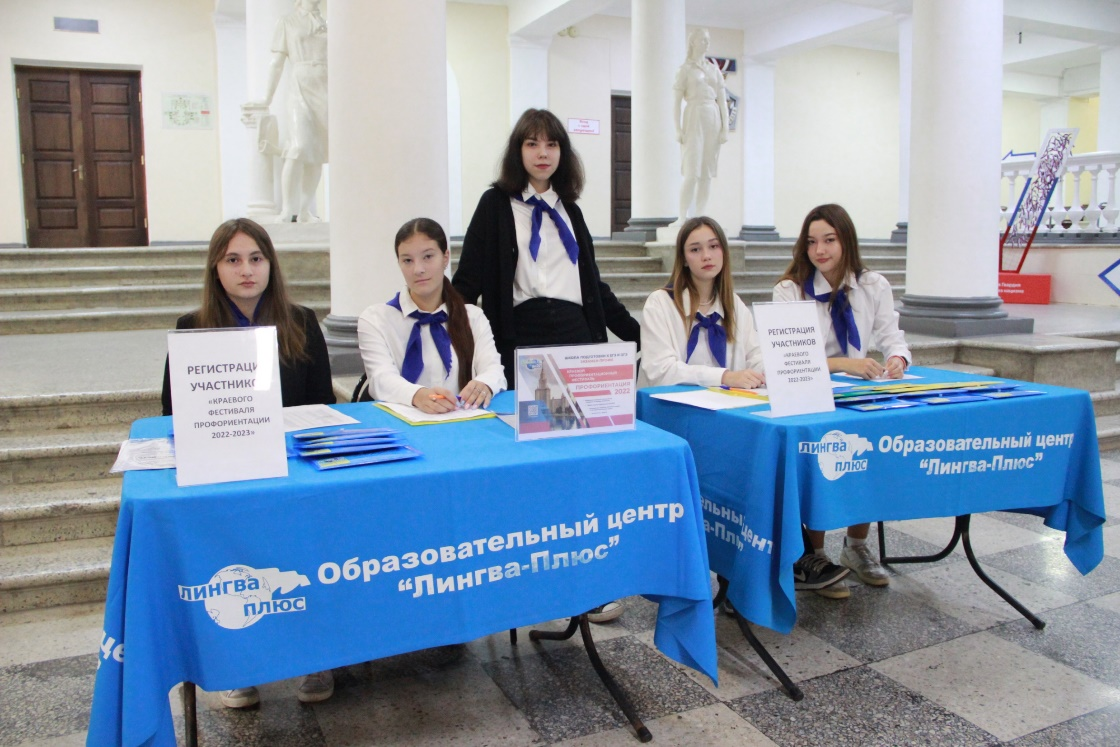 РЕГИСТРАЦИ
УЧАСТНИКО
«КРАЕВОГО
ФЕСТИВАЛЯ
ПРОФОРИЕНТАЦИИ
2022-2023»
ПРОФОРИЕНТАЦИИ
2022
РЕГИСТРАЦИЯ
УЧАСТНИКОВ
«КРАЕВОГО
ФЕСТИВАЛЯ
ПРОФОРИЕНТАЦИИ
2022-2023»
ЛИНГВА
ПЛЮС
Образовательный центр
“Лингва-Плюс”
ЛИНГВА
ПЛЮС
Образовательный центр
“Лингва-Плюс”